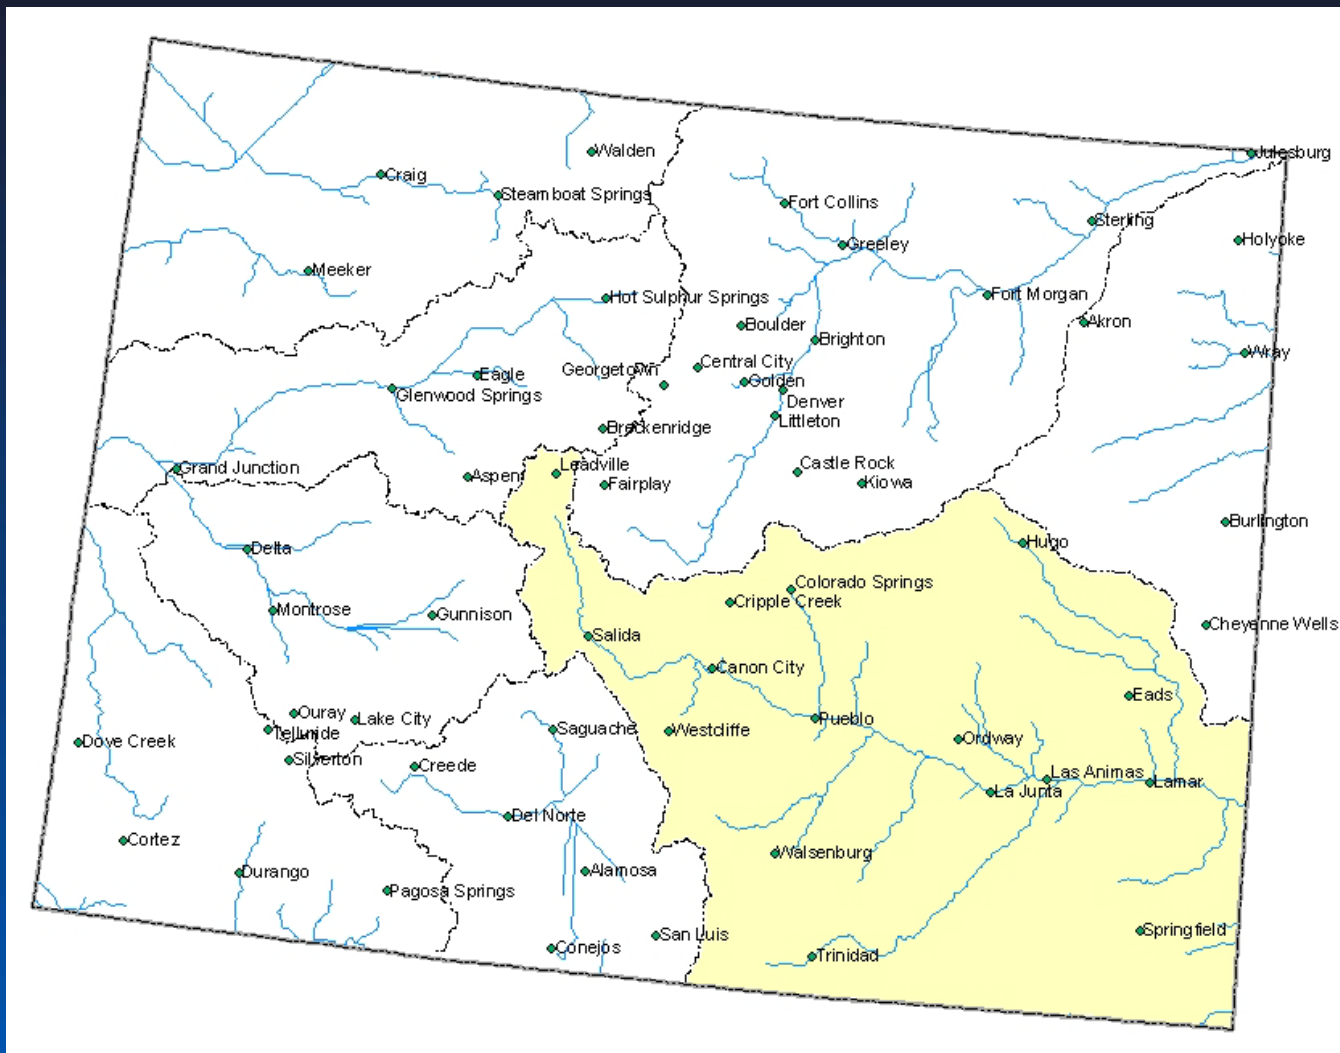 Julesburg
Walden
Craig
Steamboat Springs
Fort Collins
Sterling
Greeley
Holyoke
Meeker
Hot Sulphur Springs
Fort Morgan
Boulder
Akron
Brighton
Wray
Central City
Georgetown
Eagle
Golden
Glenwood Springs
Denver
Littleton
Breckenridge
Leadville
Castle Rock
Grand Junction
Aspen
Fairplay
Kiowa
Burlington
Hugo
Delta
Colorado Springs
Cripple Creek
Montrose
Gunnison
Cheyenne Wells
Salida
Canon City
Eads
Ouray
Lake City
Pueblo
Telluride
Saguache
Westcliffe
Ordway
Dove Creek
Silverton
Creede
Las Animas
Lamar
La Junta
Del Norte
Cortez
Walsenburg
Durango
Alamosa
Pagosa Springs
San Luis
Springfield
Conejos
Trinidad